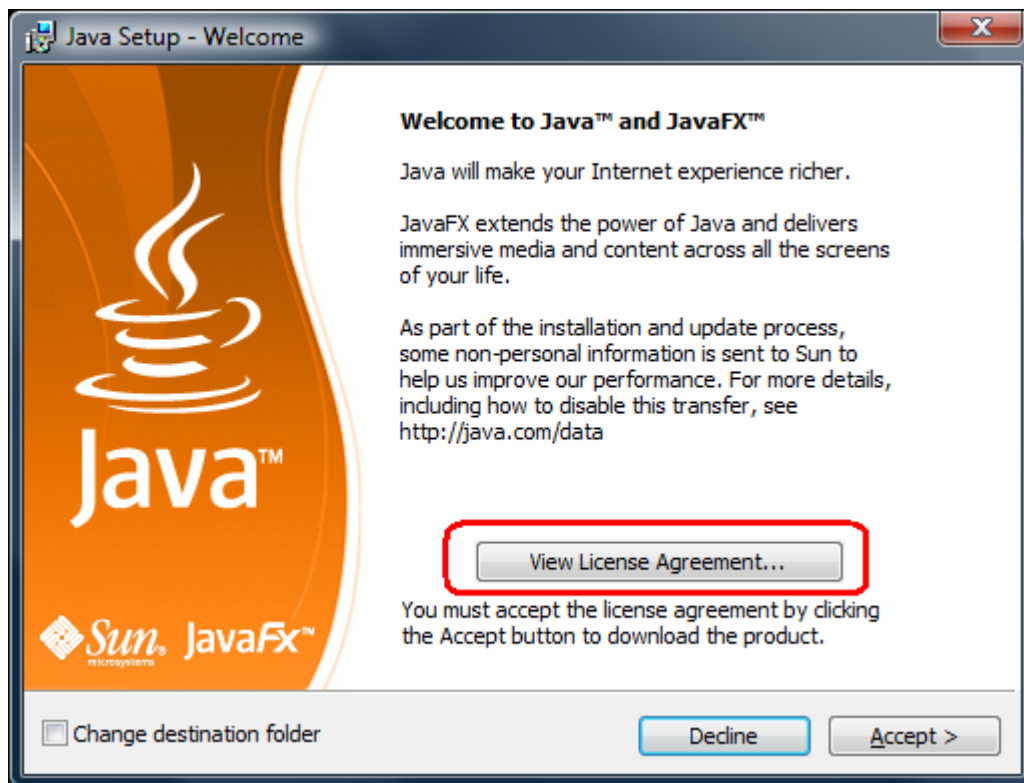 Java Setup - Welcome
Welcome to Java™ and JavaFX™
Java will make your Internet experience richer.
JavaFX extends the power of Java and delivers
immersive media and content across all the screens
of your life.
As part of the installation and update process,
some non-personal information is sent to Sun to
help us improve our performance. For more details,
including how to disable this transfer, see
http://java.com/data
Java™
View License Agreement...
You must accept the license agreement by clicking
the Accept button to download the product.
Sun® JavaFX™
microsystems
Change destination folder
Decline
Accept >